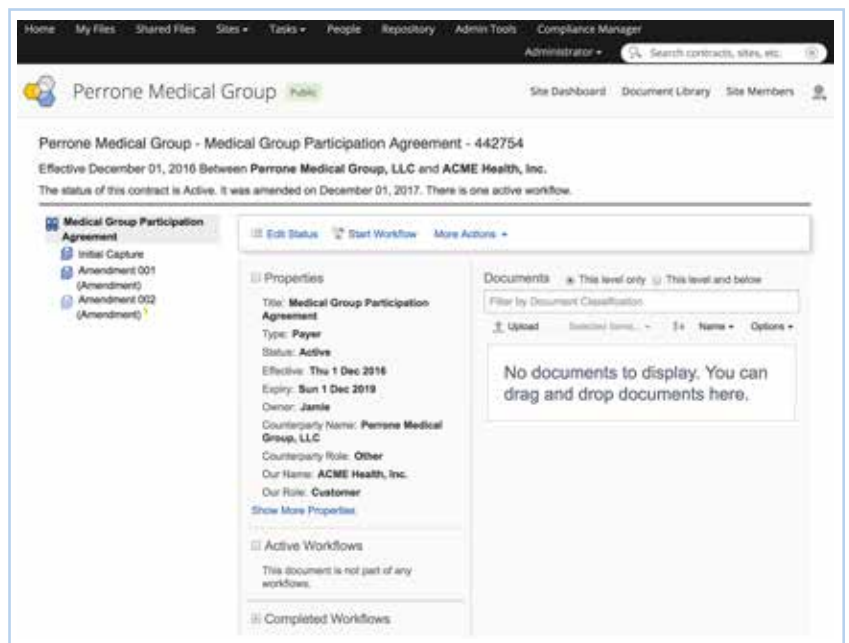 Home My Files Shared Files Sites Tasks People Repository Admin Tools Compliance Manager
Administrator Search contracts, sites, etc.
Perrone Medical Group Public Site Dashboard Document Library Site Members
Perrone Medical Group - Medical Group Participation Agreement - 442754
Effective December 01, 2016 Between Perrone Medical Group, LLC and ACME Health, Inc.
The status of this contract is Active. It was amended on December 01, 2017. There is one active workflow.
Medical Group Participation
Agreement
Initial Capture
Amendment 001
(Amendment)
Amendment 002
(Amendment)
Edit Status Start Workflow More Actions
Properties
Title: Medical Group Participation
Agreement
Type: Payer
Status: Active
Effective: Thu 1 Dec 2016
Expiry: Sun 1 Dec 2019
Owner: Jamie
Counterparty Name: Perrone Medical
Group, LLC
Counterparty Role: Other
Our Name: ACME Health, Inc.
Our Role: Customer
Show More Properties
Active Workflows
This document is not part of any
workflows.
Completed Workflows
Documents This level only This level and below
Filter by Document Classification
Upload Selected Items... Name Options
No documents to display. You can
drag and drop documents here.